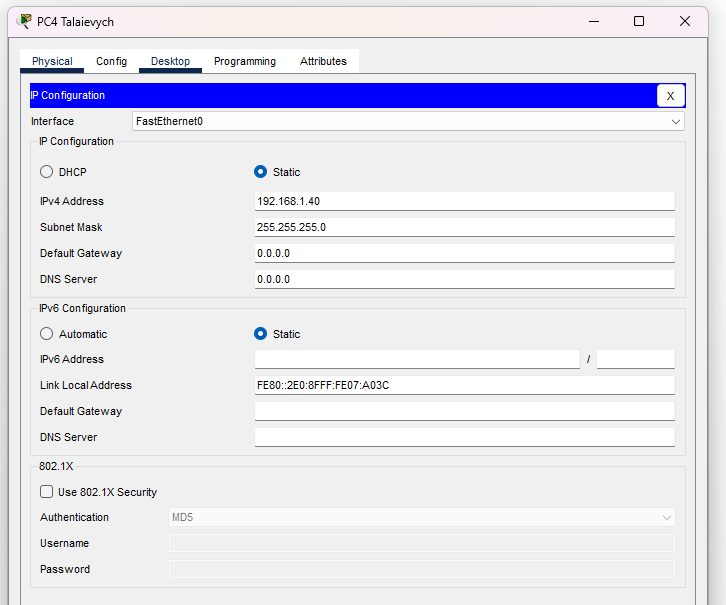 PC4 Talaievych
Physical Config Desktop Programming Attributes
IP Configuration X
Interface FastEthernet0
IP Configuration
DHCP Static
IPv4 Address 192.168.1.40
Subnet Mask 255.255.255.0
Default Gateway 0.0.0.0
DNS Server 0.0.0.0
IPv6 Configuration
Automatic Static
IPv6 Address /
Link Local Address FE80::2E0:8FFF:FE07:A03C
Default Gateway
DNS Server
802.1X
Use 802.1X Security
Authentication MD5
Username
Password